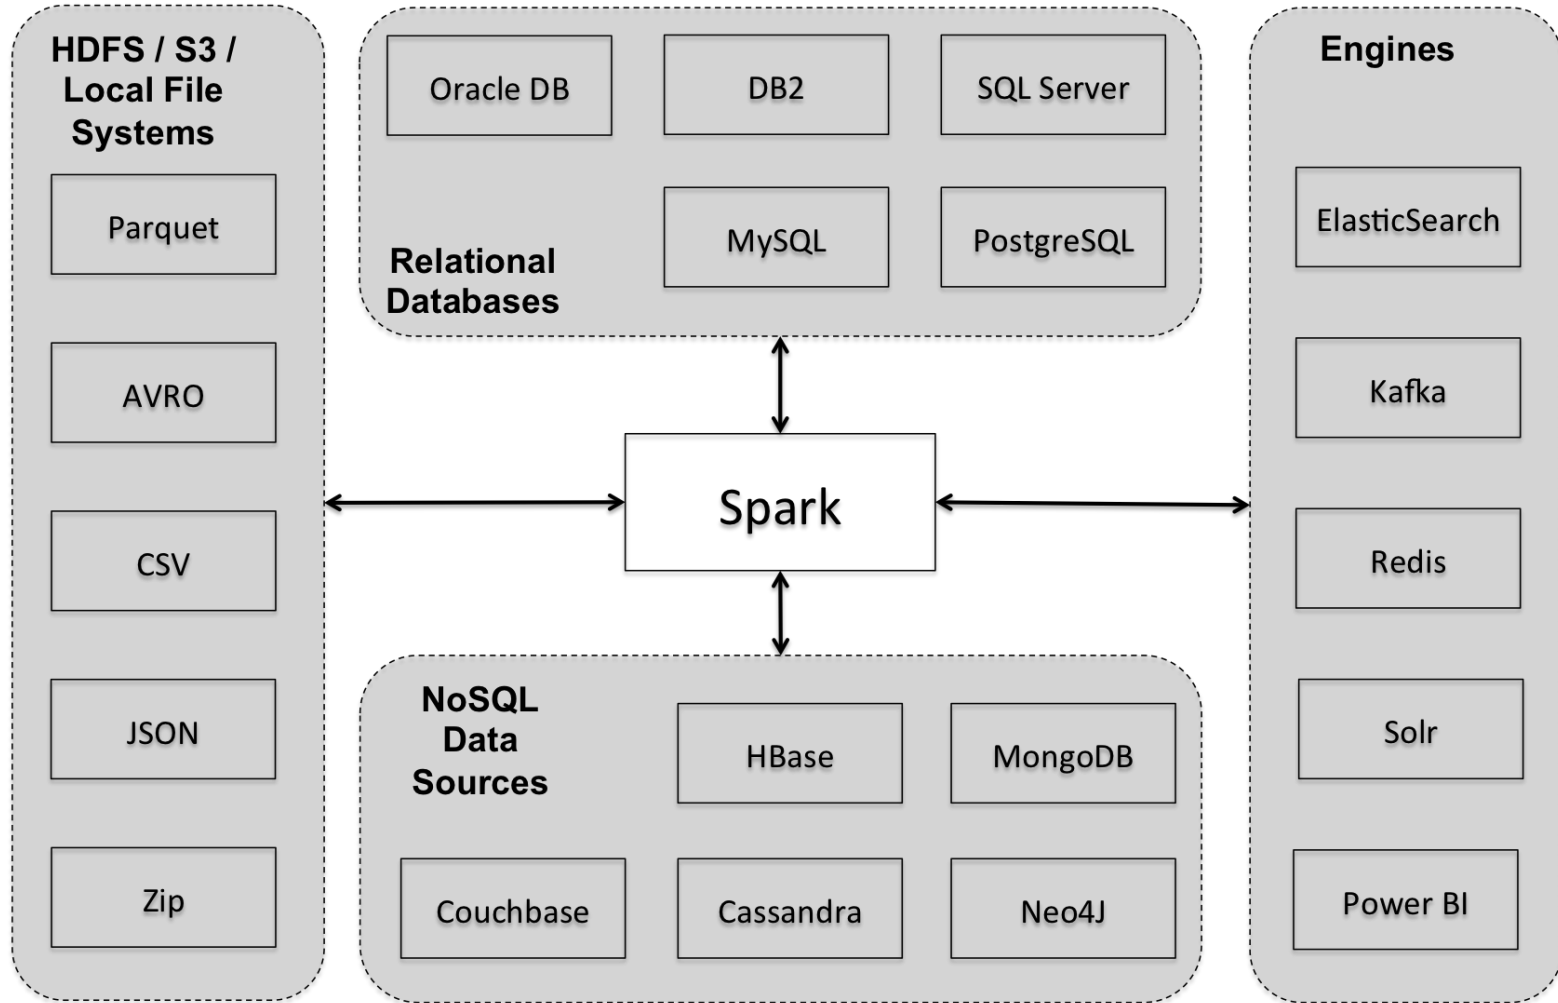 HDFS / S3 /
Local File
Systems
Parquet
AVRO
CSV
JSON
Zip
Oracle DB
DB2
SQL Server
MySQL
PostgreSQL
Relational
Databases
Spark
NoSQL
Data
Sources
HBase
MongoDB
Couchbase
Cassandra
Neo4J
Engines
ElasticSearch
Kafka
Redis
Solr
Power BI